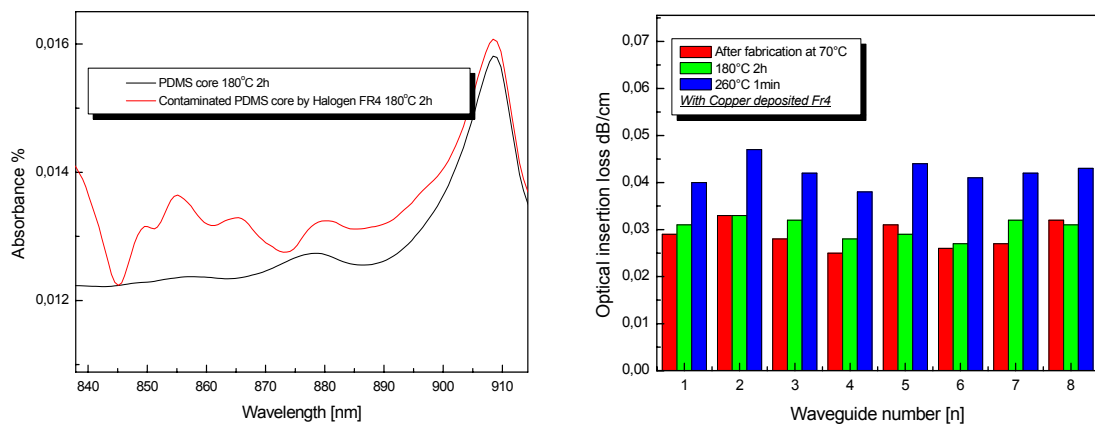 0,016
0,014
0,012
Absorbance %
PDMS core 180°C 2h
Contaminated PDMS core by Halogen FR4 180°C 2h
840 850 860 870 880 890 900 910
Wavelength [nm]
0,07
0,06
0,05
0,04
0,03
0,02
0,01
0,00
Optical insertion loss dB/cm
After fabrication at 70°C
180°C 2h
260°C 1min
With Copper deposited Fr4
1 2 3 4 5 6 7 8
Waveguide number [n]